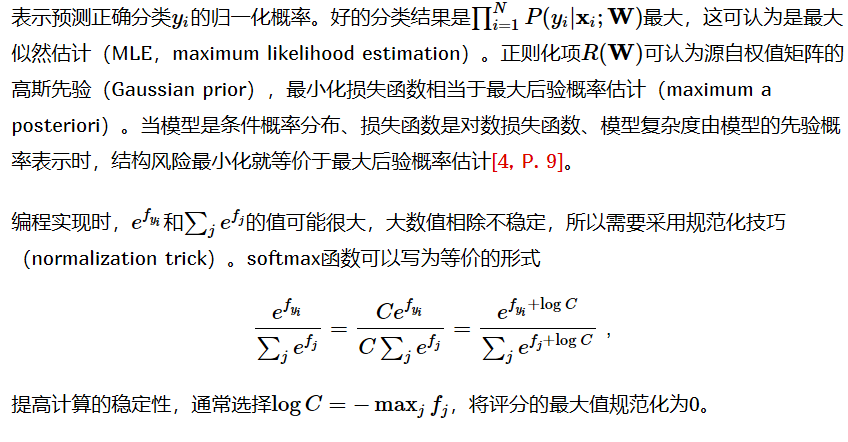 表示预测正确分类$y_i$的归一化概率。好的分类结果是$\prod_{i=1}^{N} P(y_i|\mathbf{x}_i;\mathbf{W})$最大，这可认为是最大
似然估计（MLE，maximum likelihood estimation）。正则化项$R(\mathbf{W})$可认为源自权值矩阵的
高斯先验（Gaussian prior），最小化损失函数相当于最大后验概率估计（maximum a
posteriori）。当模型是条件概率分布、损失函数是对数损失函数、模型复杂度由模型的先验概
率表示时，结构风险最小化就等价于最大后验概率估计[4, P. 9]。
编程实现时，$e^{f_{y_i}}$和$\sum_j e^{f_j}$的值可能很大，大数值相除不稳定，所以需要采用规范化技巧
（normalization trick）。softmax函数可以写为等价的形式
$\frac{e^{f_{y_i}}}{\sum_j e^{f_j}} = \frac{Ce^{f_{y_i}}}{C\sum_j e^{f_j}} = \frac{e^{f_{y_i}+\log C}}{\sum_j e^{f_j+\log C}}$ ，
提高计算的稳定性，通常选择$\log C = -\max_j f_j$，将评分的最大值规范化为0。